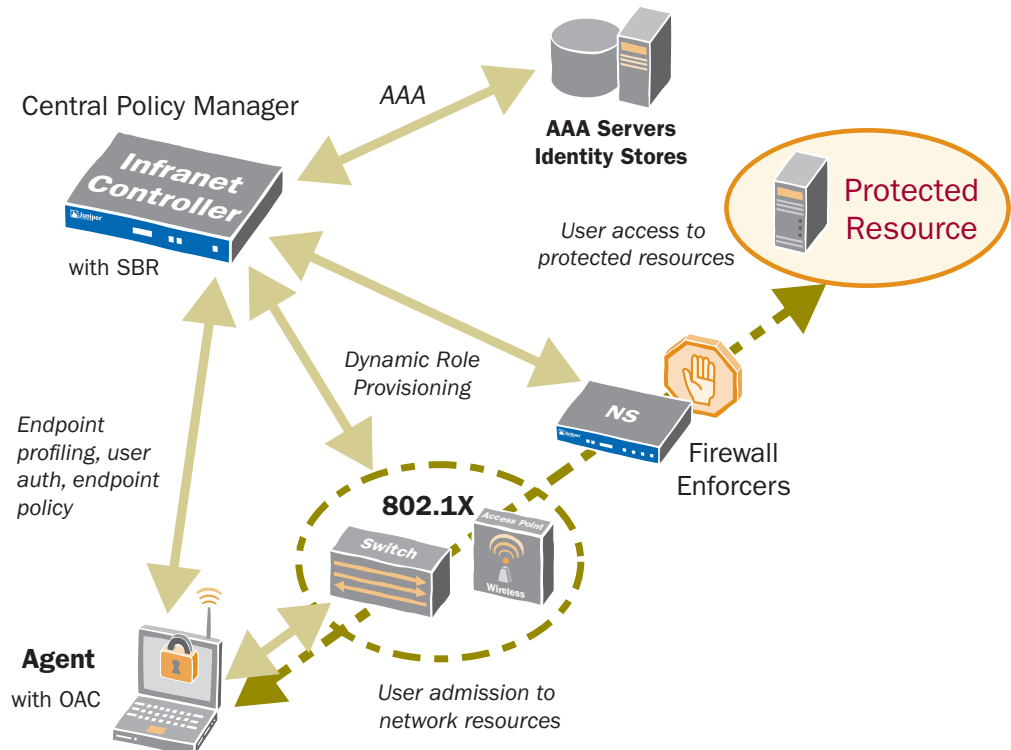 AAA
Central Policy Manager
AAA Servers
Identity Stores
Infranet
Controller
Juniper
with SBR
Protected
Resource
User access to
protected resources
Dynamic Role
Provisioning
NS
Juniper
Firewall
Enforcers
Endpoint
profiling, user
auth, endpoint
policy
802.1X
Switch
Access Point
Wireless
Agent
with OAC
User admission to
network resources